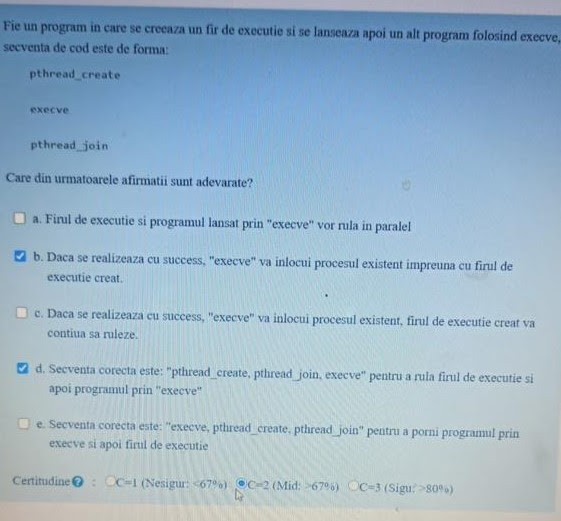 Fie un program in care se creeaza un fir de executie si se lanseaza apoi un alt program folosind execve,
secventa de cod este de forma:
pthread_create
execve
pthread_join
Care din urmatoarele afirmatii sunt adevarate?
a. Firul de executie si programul lansat prin "execve" vor rula in paralel
b. Daca se realizeaza cu success, "execve" va inlocui procesul existent impreuna cu firul de
executie creat.
c. Daca se realizeaza cu success, "execve" va inlocui procesul existent, firul de executie creat va
contiua sa ruleze.
d. Secventa corecta este: "pthread_create, pthread_join, execve" pentru a rula firul de executie si
apoi programul prin "execve"
e. Secventa corecta este: "execve, pthread_create, pthread_join" pentru a porni programul prin
execve si apoi firul de executie
Certitudine ? : C=1 (Nesigur: <67%) C=2 (Mid: >67%) C=3 (Sigur: >80%)